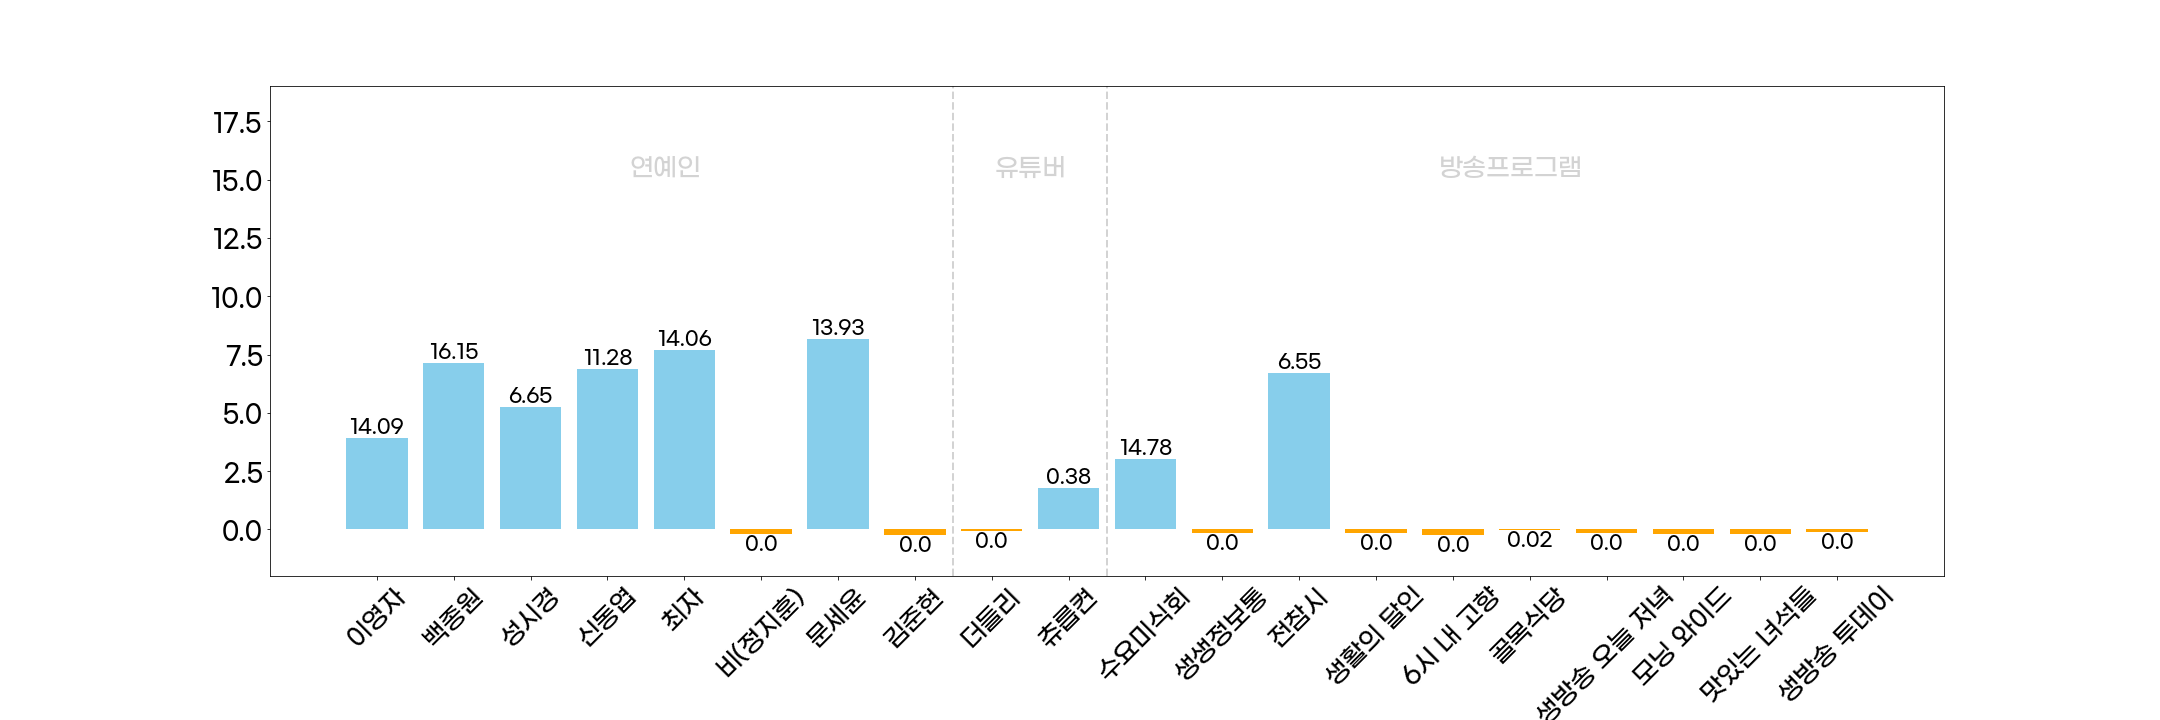 17.5
15.0
12.5
10.0
7.5
5.0
2.5
0.0
연예인
유튜버
방송프로그램
14.09
16.15
6.65
11.28
14.06
0.0
13.93
0.0
0.0
0.38
14.78
0.0
6.55
0.0
0.0
0.02
0.0
0.0
0.0
0.0
이영자
백종원
성시경
신동엽
최자
비(정지훈)
문세윤
김준현
더들리
츄릅켠
수요미식회
생생정보통
전참시
생활의 달인
6시 내 고향
골목식당
생방송 오늘 저녁
모닝 와이드
맛있는 녀석들
생방송 투데이